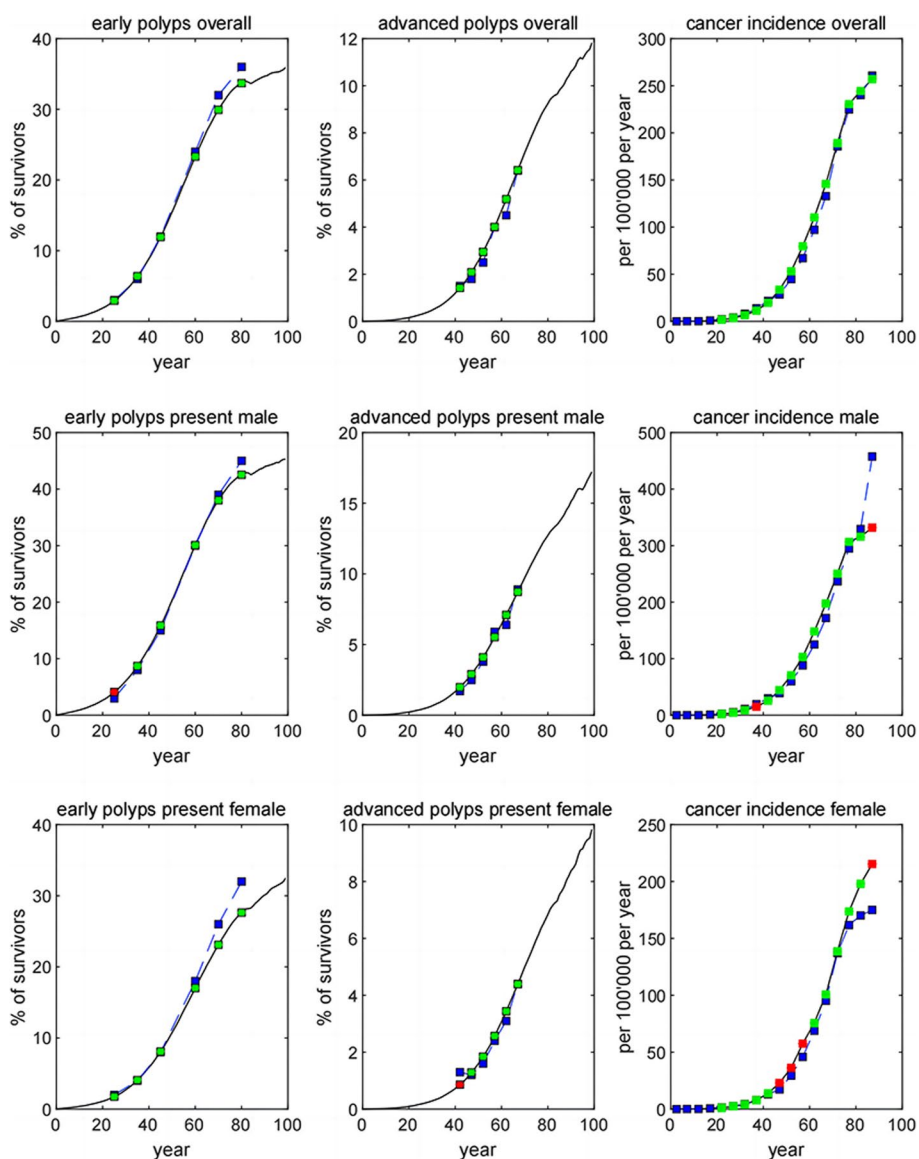 early polyps overall
40
30
20
10
0
% of survivors
0 20 40 60 80 100
year
advanced polyps overall
12
10
8
6
4
2
0
% of survivors
0 20 40 60 80 100
year
cancer incidence overall
300
250
200
150
100
50
0
per 100'000 per year
0 20 40 60 80 100
year
early polyps present male
50
40
30
20
10
0
% of survivors
0 20 40 60 80 100
year
advanced polyps present male
20
15
10
5
0
% of survivors
0 20 40 60 80 100
year
cancer incidence male
500
400
300
200
100
0
per 100'000 per year
0 20 40 60 80 100
year
early polyps present female
40
30
20
10
0
% of survivors
0 20 40 60 80 100
year
advanced polyps present female
10
8
6
4
2
0
% of survivors
0 20 40 60 80 100
year
cancer incidence female
250
200
150
100
50
0
per 100'000 per year
0 20 40 60 80 100
year